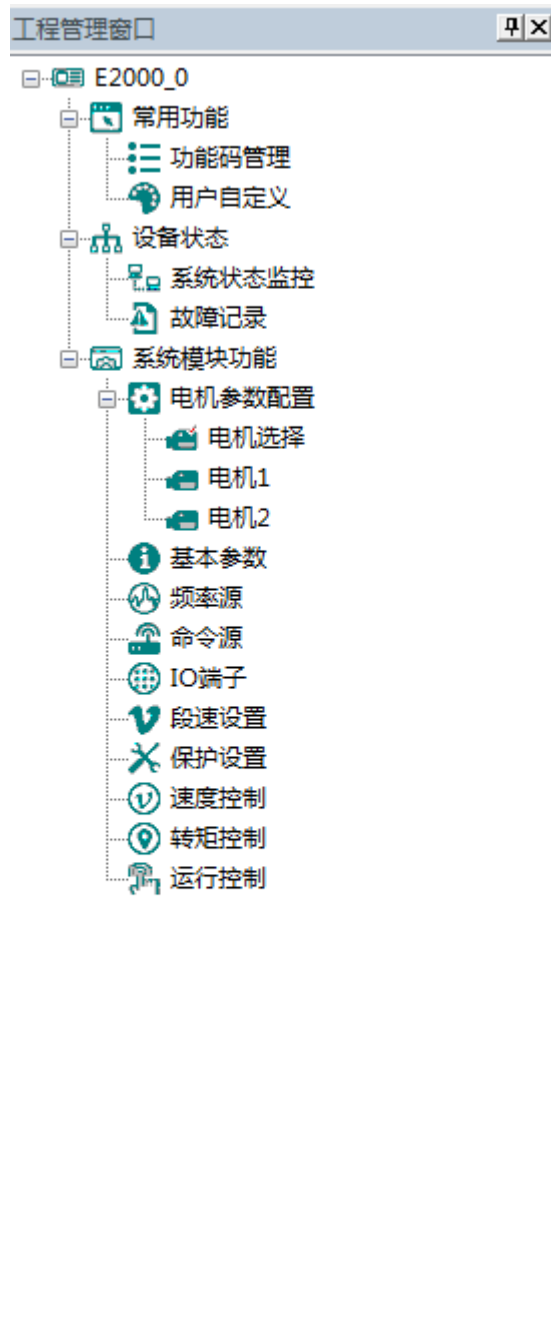 工程管理窗口
E2000_0
常用功能
功能码管理
用户自定义
设备状态
系统状态监控
故障记录
系统模块功能
电机参数配置
电机选择
电机1
电机2
基本参数
频率源
命令源
IO端子
段速设置
保护设置
速度控制
转矩控制
运行控制